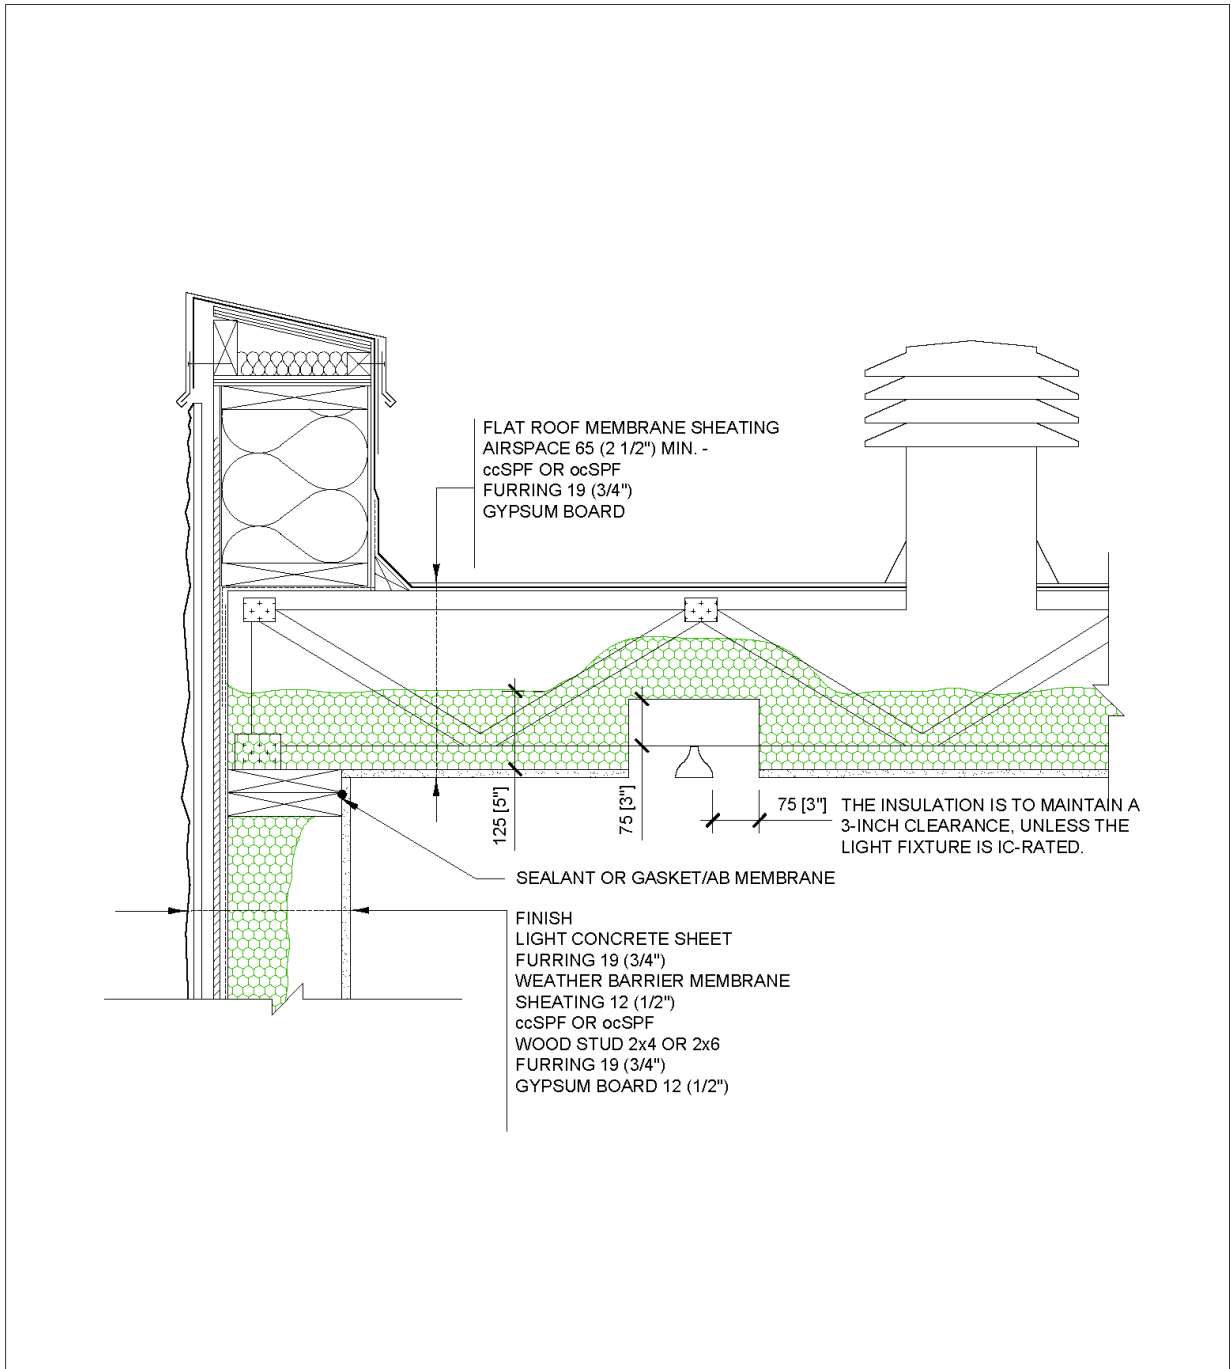 FLAT ROOF MEMBRANE SHEATING
AIRSPACE 65 (2 1/2") MIN. -
ccSPF OR ocSPF
FURRING 19 (3/4")
GYPSUM BOARD
125 [5"]
75 [3"]
75 [3"]
THE INSULATION IS TO MAINTAIN A
3-INCH CLEARANCE, UNLESS THE
LIGHT FIXTURE IS IC-RATED.
SEALANT OR GASKET/AB MEMBRANE
FINISH
LIGHT CONCRETE SHEET
FURRING 19 (3/4")
WEATHER BARRIER MEMBRANE
SHEATING 12 (1/2")
ccSPF OR ocSPF
WOOD STUD 2x4 OR 2x6
FURRING 19 (3/4")
GYPSUM BOARD 12 (1/2")